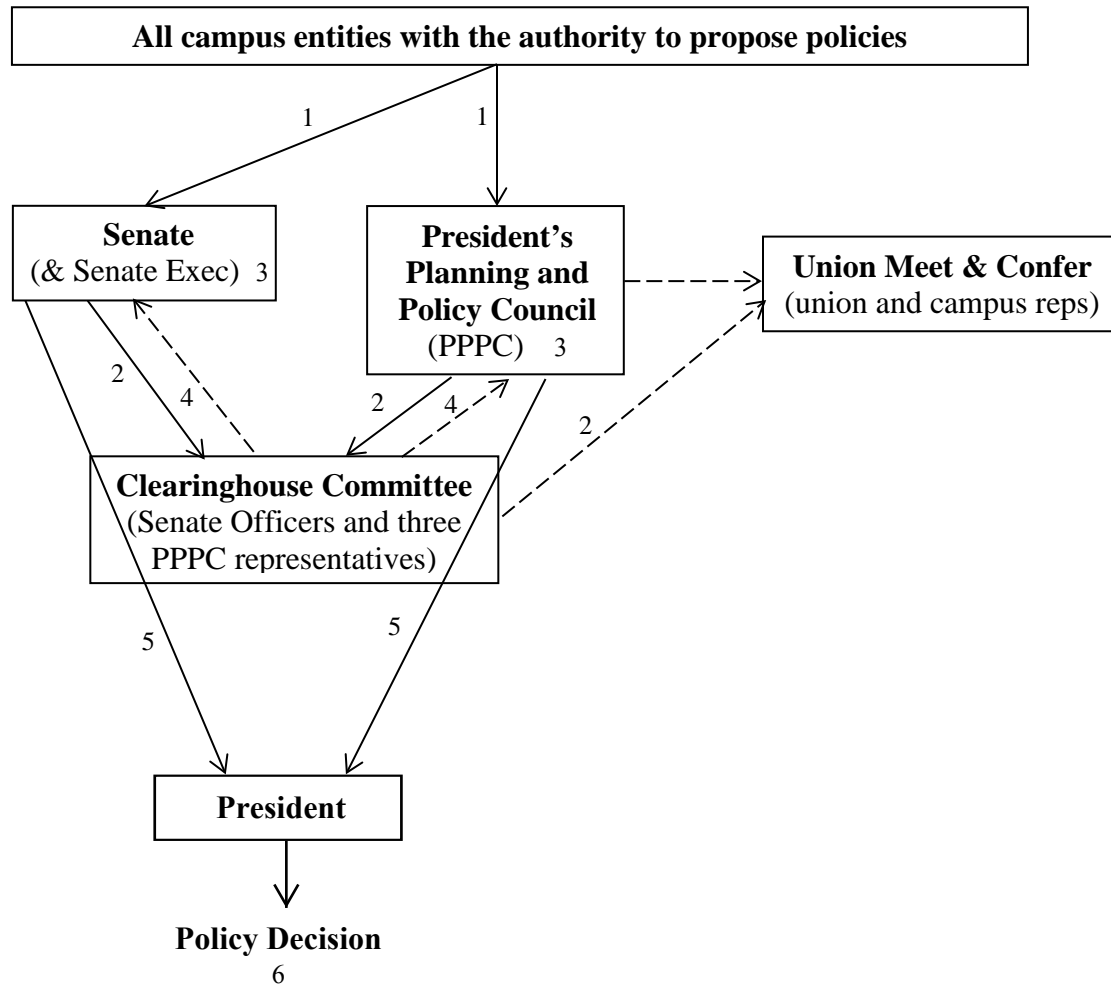 All campus entities with the authority to propose policies
1
1
Senate
(& Senate Exec) 3
President’s
Planning and
Policy Council
(PPPC) 3
Union Meet & Confer
(union and campus reps)
2
4
2
4
2
Clearinghouse Committee
(Senate Officers and three
PPPC representatives)
5
5
President
Policy Decision
6